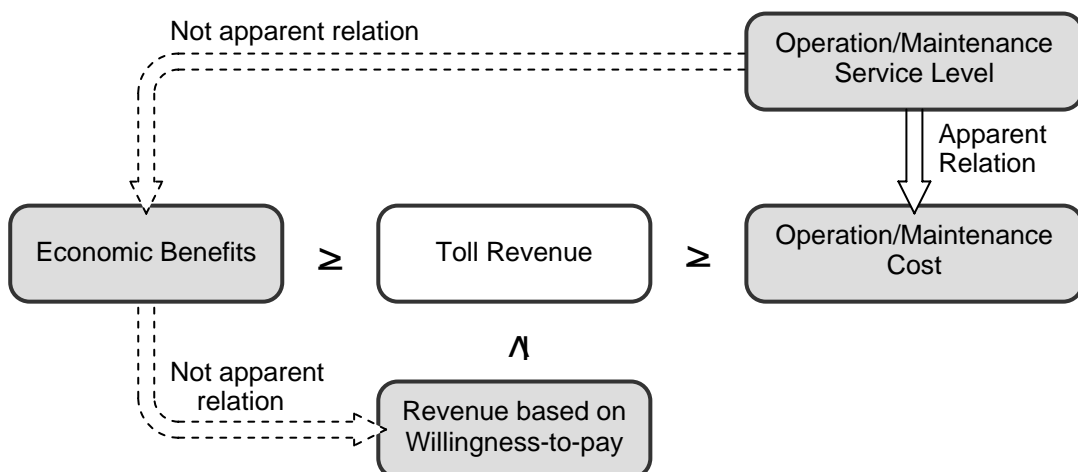 Not apparent relation
Operation/Maintenance
Service Level
Apparent
Relation
Economic Benefits
≥
Toll Revenue
≥
Operation/Maintenance
Cost
≥
Not apparent
relation
Revenue based on
Willingness-to-pay